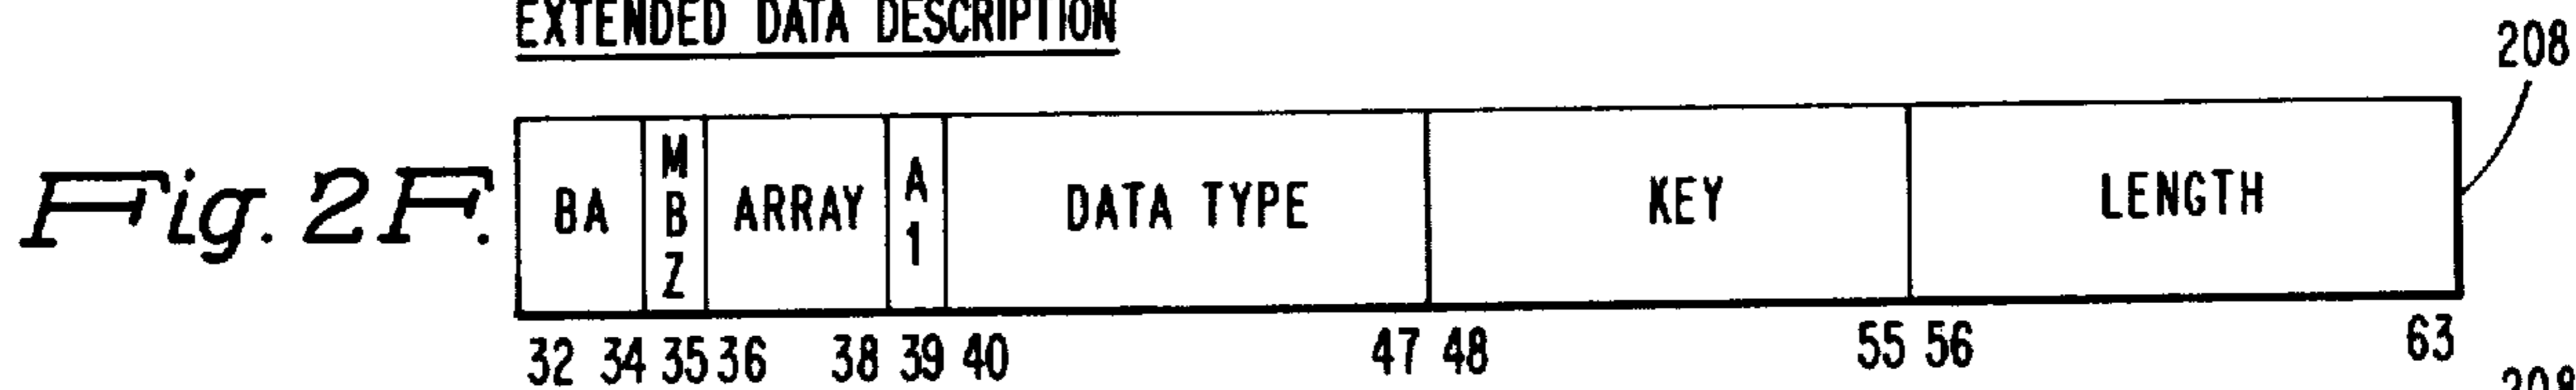 EXTENDED DATA DESCRIPTION
208
Fig. 2F.
BA
M
B
Z
ARRAY
A
1
DATA TYPE
KEY
LENGTH
32 34 35 36 38 39 40 47 48 55 56 63